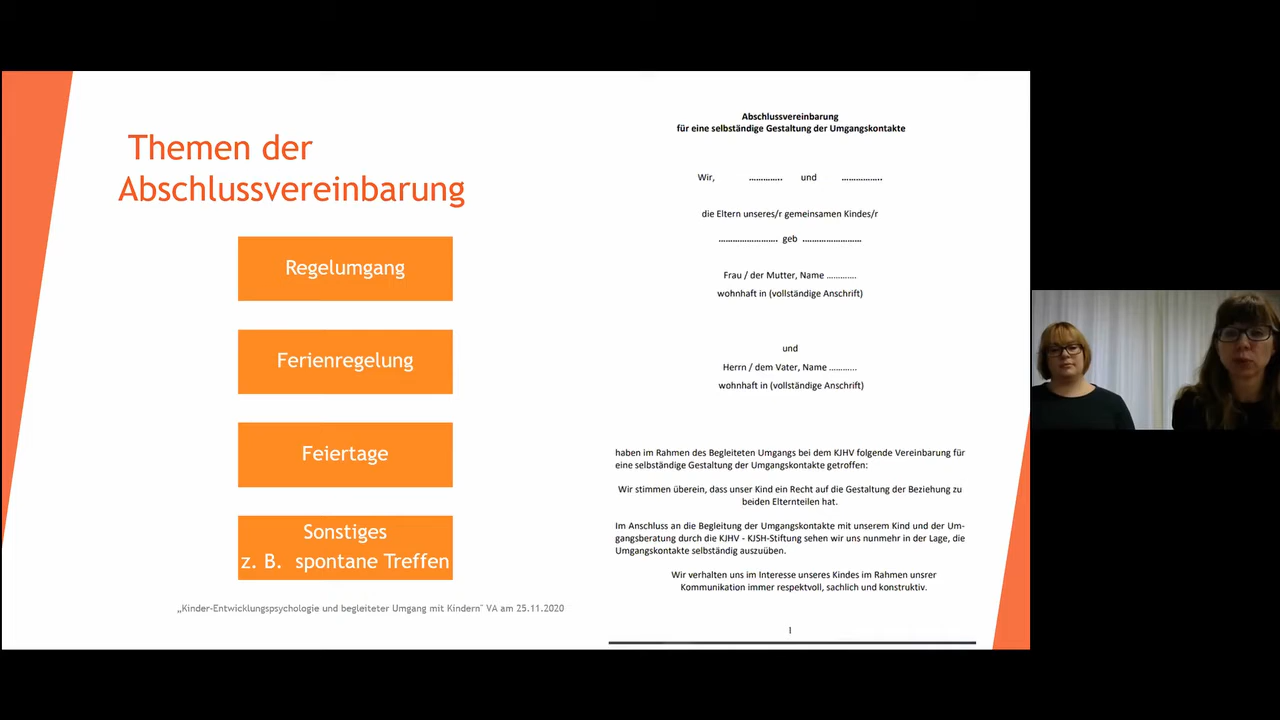 Themen der
Abschlussvereinbarung
Regelumgang
Ferienregelung
Feiertage
Sonstiges
z. B. spontane Treffen
„Kinder-Entwicklungspsychologie und begleiteter Umgang mit Kindern" VA am 25.11.2020
Abschlussvereinbarung
für eine selbständige Gestaltung der Umgangskontakte
Wir, ………….. und ……………..
die Eltern unseres/r gemeinsamen Kindes/r
……………………. geb ……………………
Frau / der Mutter, Name ………….
wohnhaft in (vollständige Anschrift)
und
Herrn / dem Vater, Name ………...
wohnhaft in (vollständige Anschrift)
haben im Rahmen des Begleiteten Umgangs bei dem KJHV folgende Vereinbarung für
eine selbständige Gestaltung der Umgangskontakte getroffen:
Wir stimmen überein, dass unser Kind ein Recht auf die Gestaltung der Beziehung zu
beiden Elternteilen hat.
Im Anschluss an die Begleitung der Umgangskontakte mit unserem Kind und der Um-
gangsberatung durch die KJHV - KJSH-Stiftung sehen wir uns nunmehr in der Lage, die
Umgangskontakte selbständig auszuüben.
Wir verhalten uns im Interesse unseres Kindes im Rahmen unsrer
Kommunikation immer respektvoll, sachlich und konstruktiv.
I